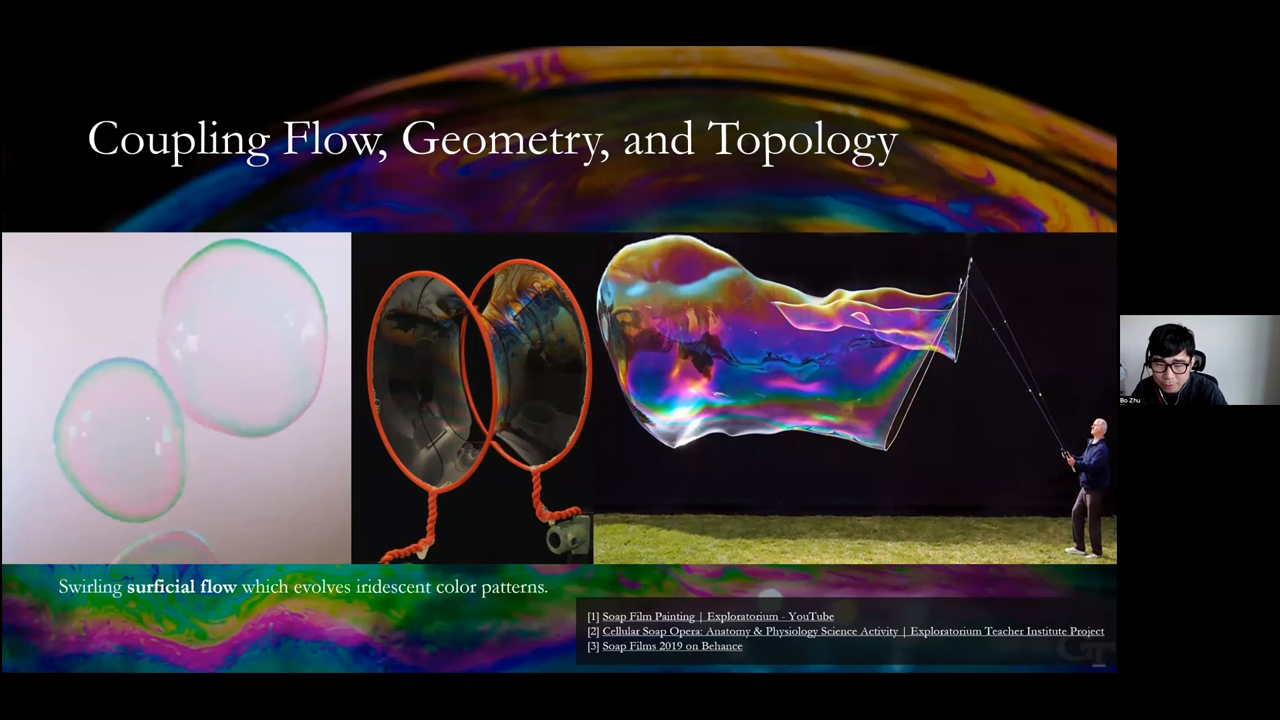 Coupling Flow, Geometry, and Topology
Bo Zhu
Swirling surficial flow which evolves iridescent color patterns.
[1] Soap Film Painting | Exploratorium - YouTube
[2] Cellular Soap Opera: Anatomy & Physiology Science Activity | Exploratorium Teacher Institute Project
[3] Soap Films 2019 on Behance
GT